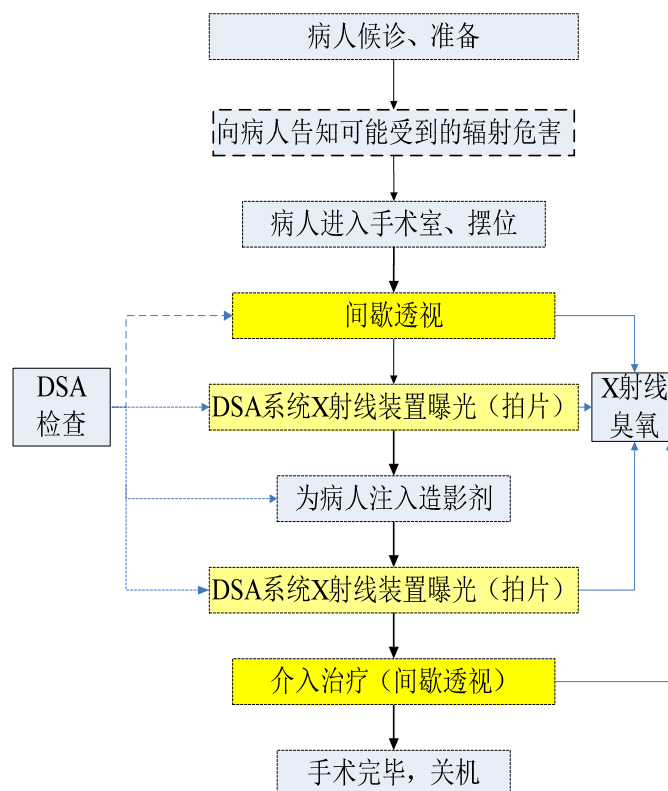 病人候诊、准备
向病人告知可能受到的辐射危害
病人进入手术室、摆位
间歇透视
DSA
检查
DSA系统X射线装置曝光（拍片）
X射线
臭氧
为病人注入造影剂
DSA系统X射线装置曝光（拍片）
介入治疗（间歇透视）
手术完毕，关机